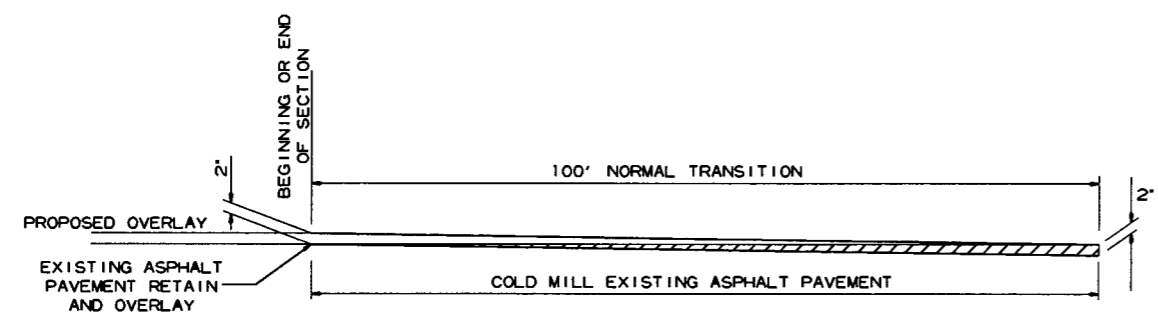 BEGINNING OR END
OF SECTION
2"
100' NORMAL TRANSITION
2"
PROPOSED OVERLAY
EXISTING ASPHALT
PAVEMENT RETAIN
AND OVERLAY
COLD MILL EXISTING ASPHALT PAVEMENT